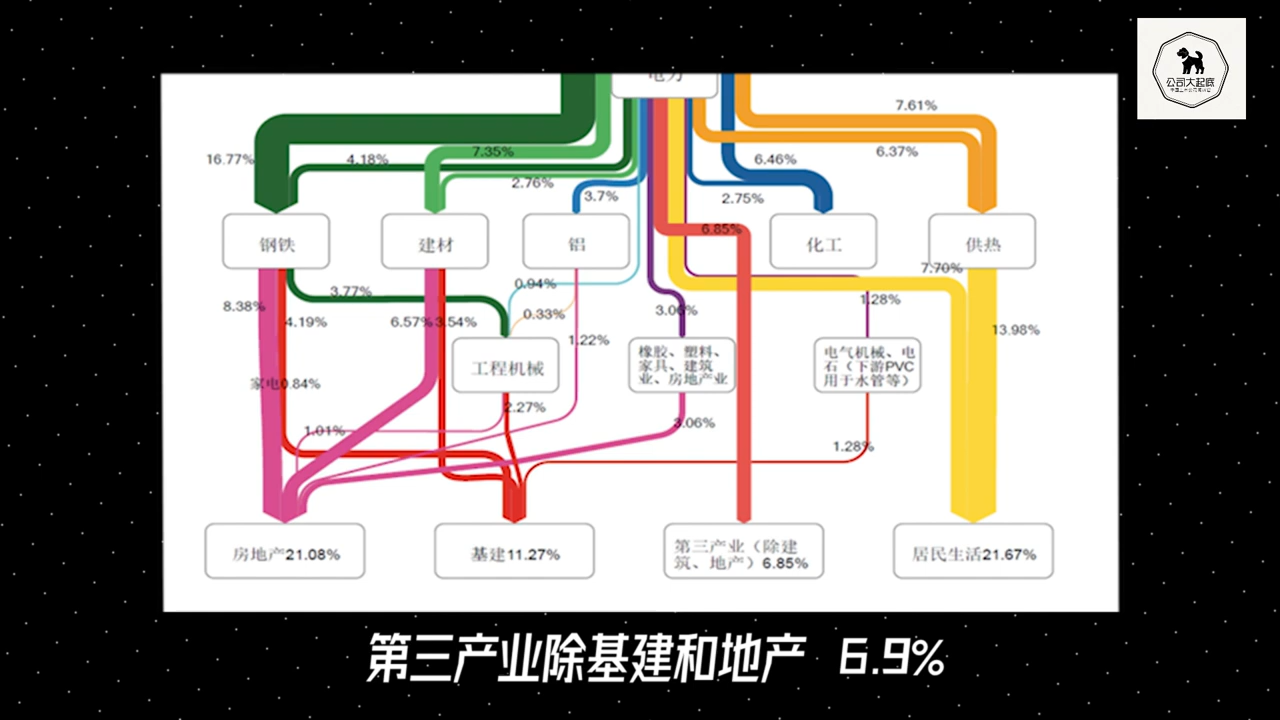 公司大起底
电力
7.61%
16.77%
4.18%
7.35%
6.37%
2.76%
6.46%
3.7%
2.75%
6.85%
钢铁
建材
铝
化工
供热
7.70%
8.38%
3.77%
0.94%
1.28%
4.19%
6.57%
3.54%
0.33%
3.06%
13.98%
1.22%
工程机械
橡胶、塑料、
家具、建筑
业、房地产业
电气机械、电
石（下游PVC
用于水管等）
家电0.84%
2.27%
1.01%
3.06%
1.28%
房地产21.08%
基建11.27%
第三产业（除建
筑、地产）6.85%
居民生活21.67%
第三产业除基建和地产 6.9%